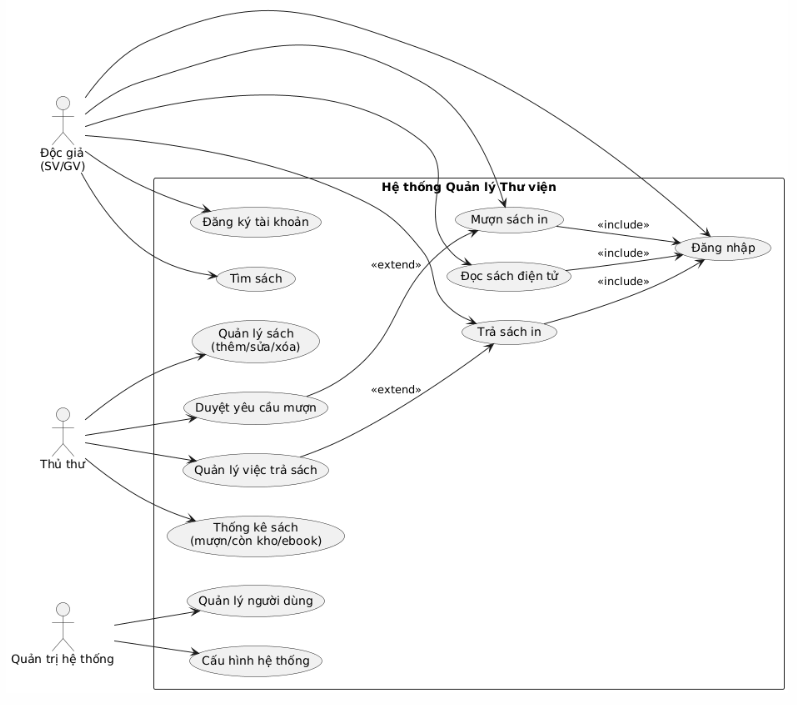 Độc giả
(SV/GV)
Hệ thống Quản lý Thư viện
Đăng ký tài khoản
Mượn sách in
«include»
Đăng nhập
Tìm sách
«extend»
Đọc sách điện tử
«include»
Trả sách in
«include»
Quản lý sách
(thêm/sửa/xóa)
Duyệt yêu cầu mượn
«extend»
Thủ thư
Quản lý việc trả sách
Thống kê sách
(mượn/còn kho/ebook)
Quản trị hệ thống
Quản lý người dùng
Cấu hình hệ thống